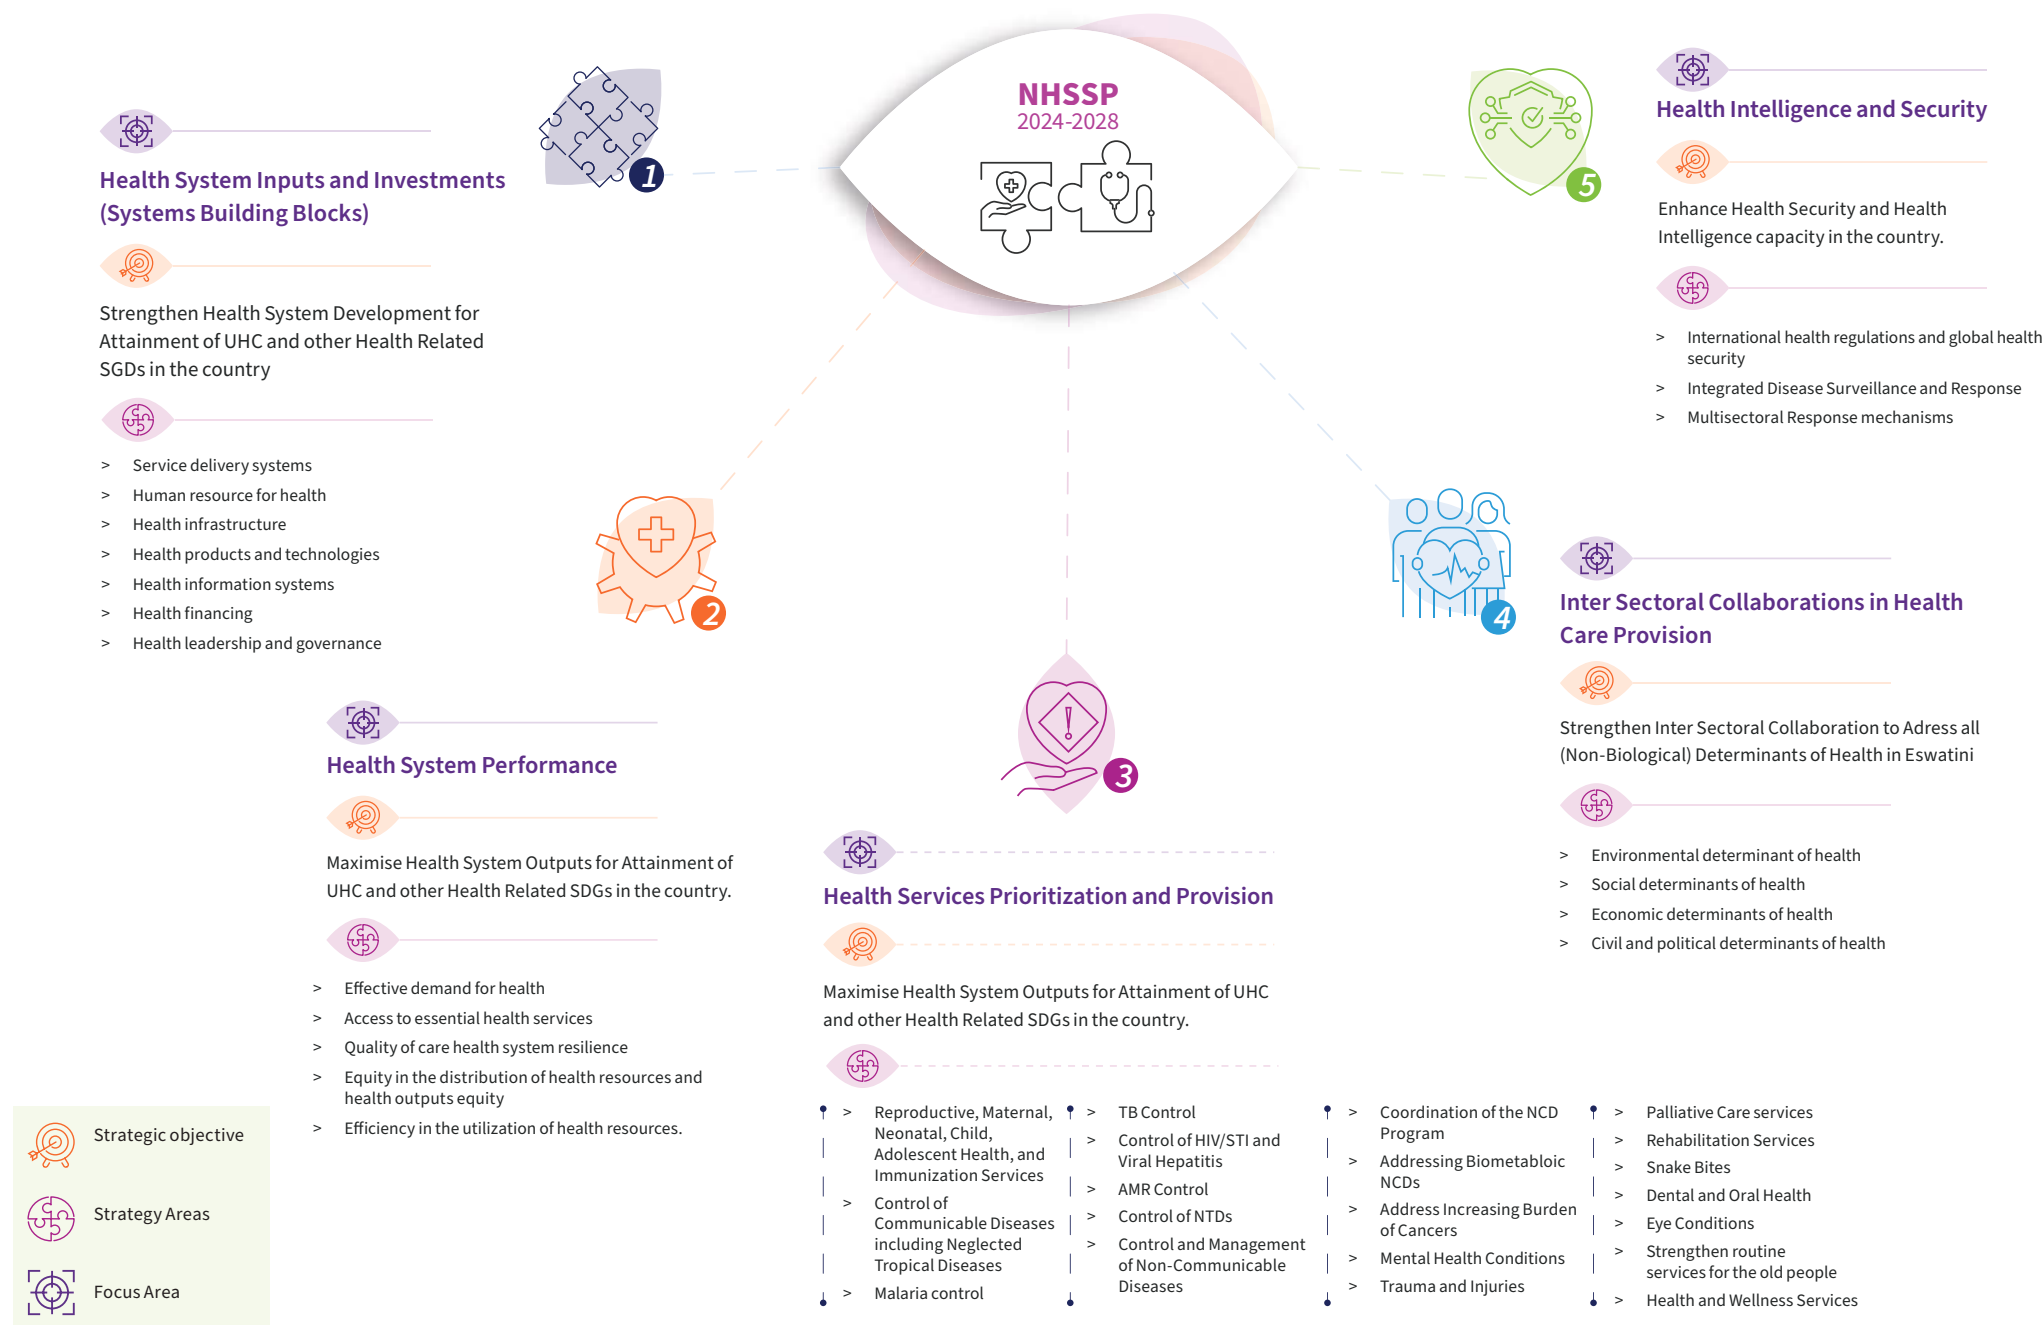 NHSSP
2024-2028
1
Health System Inputs and Investments
(Systems Building Blocks)
Strengthen Health System Development for
Attainment of UHC and other Health Related
SGDs in the country
> Service delivery systems
> Human resource for health
> Health infrastructure
> Health products and technologies
> Health information systems
> Health financing
> Health leadership and governance
2
Health System Performance
Maximise Health System Outputs for Attainment of
UHC and other Health Related SDGs in the country.
> Effective demand for health
> Access to essential health services
> Quality of care health system resilience
> Equity in the distribution of health resources and
health outputs equity
> Efficiency in the utilization of health resources.
3
Health Services Prioritization and Provision
Maximise Health System Outputs for Attainment of UHC
and other Health Related SDGs in the country.
> Reproductive, Maternal,
Neonatal, Child,
Adolescent Health, and
Immunization Services
> Control of
Communicable Diseases
including Neglected
Tropical Diseases
> Malaria control
> TB Control
> Control of HIV/STI and
Viral Hepatitis
> AMR Control
> Control of NTDs
> Control and Management
of Non-Communicable
Diseases
> Coordination of the NCD
Program
> Addressing Biometabloic
NCDs
> Address Increasing Burden
of Cancers
> Mental Health Conditions
> Trauma and Injuries
> Palliative Care services
> Rehabilitation Services
> Snake Bites
> Dental and Oral Health
> Eye Conditions
> Strengthen routine
services for the old people
> Health and Wellness Services
4
Inter Sectoral Collaborations in Health
Care Provision
Strengthen Inter Sectoral Collaboration to Adress all
(Non-Biological) Determinants of Health in Eswatini
> Environmental determinant of health
> Social determinants of health
> Economic determinants of health
> Civil and political determinants of health
5
Health Intelligence and Security
Enhance Health Security and Health
Intelligence capacity in the country.
> International health regulations and global health
security
> Integrated Disease Surveillance and Response
> Multisectoral Response mechanisms
Strategic objective
Strategy Areas
Focus Area